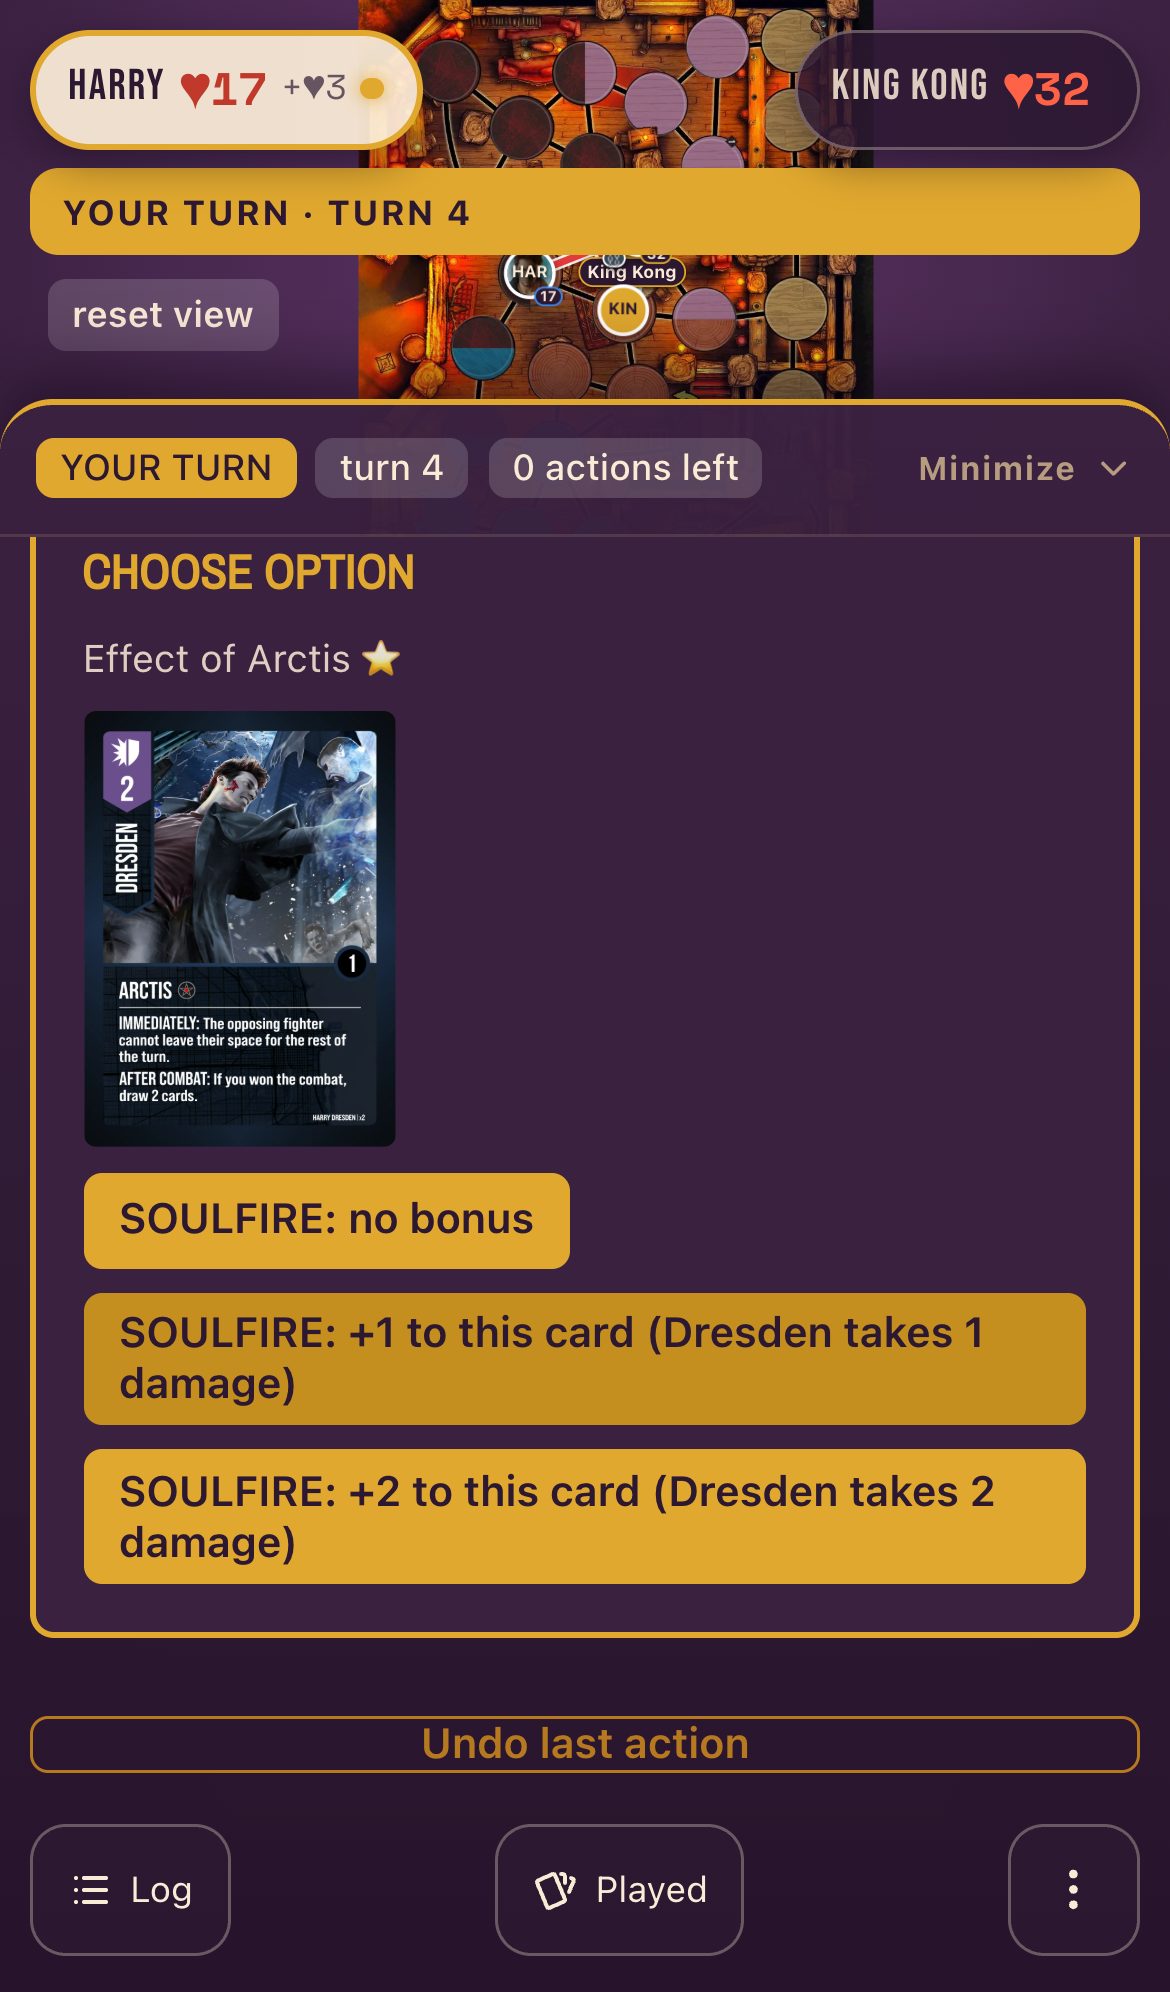 HARRY ♥17 +♥3
KING KONG ♥32
YOUR TURN · TURN 4
HAR
17
King Kong
KIN
reset view
YOUR TURN
turn 4
0 actions left
Minimize
CHOOSE OPTION
Effect of Arctis ⭐
2
DRESDEN
1
ARCTIS
IMMEDIATELY: The opposing fighter
cannot leave their space for the rest of
the turn.
AFTER COMBAT: If you won the combat,
draw 2 cards.
HARRY DRESDEN | x2
SOULFIRE: no bonus
SOULFIRE: +1 to this card (Dresden takes 1
damage)
SOULFIRE: +2 to this card (Dresden takes 2
damage)
Undo last action
Log
Played